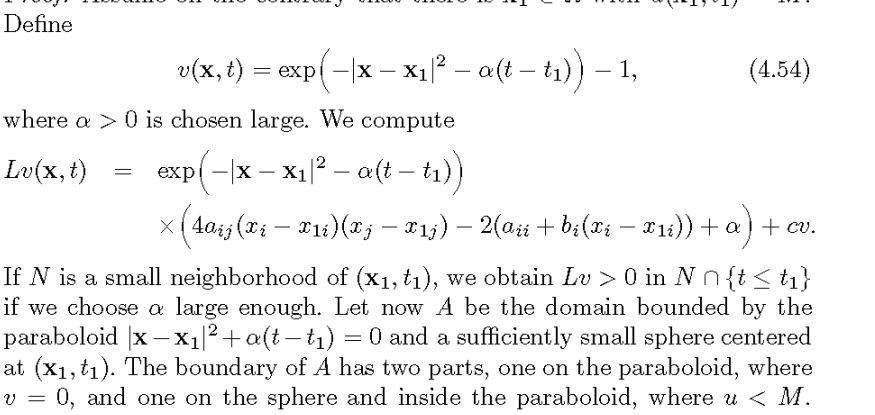 Define
v(x, t) = exp(−|x − x₁|² − α(t − t₁)) − 1, (4.54)
where α > 0 is chosen large. We compute
Lv(x, t) = exp(−|x − x₁|² − α(t − t₁))
×(4aᵢⱼ(xᵢ − x₁ᵢ)(xⱼ − x₁ⱼ) − 2(aᵢᵢ + bᵢ(xᵢ − x₁ᵢ)) + α) + cv.
If N is a small neighborhood of (x₁, t₁), we obtain Lv > 0 in N ∩ {t ≤ t₁}
if we choose α large enough. Let now A be the domain bounded by the
paraboloid |x − x₁|² + α(t − t₁) = 0 and a sufficiently small sphere centered
at (x₁, t₁). The boundary of A has two parts, one on the paraboloid, where
v = 0, and one on the sphere and inside the paraboloid, where u < M.